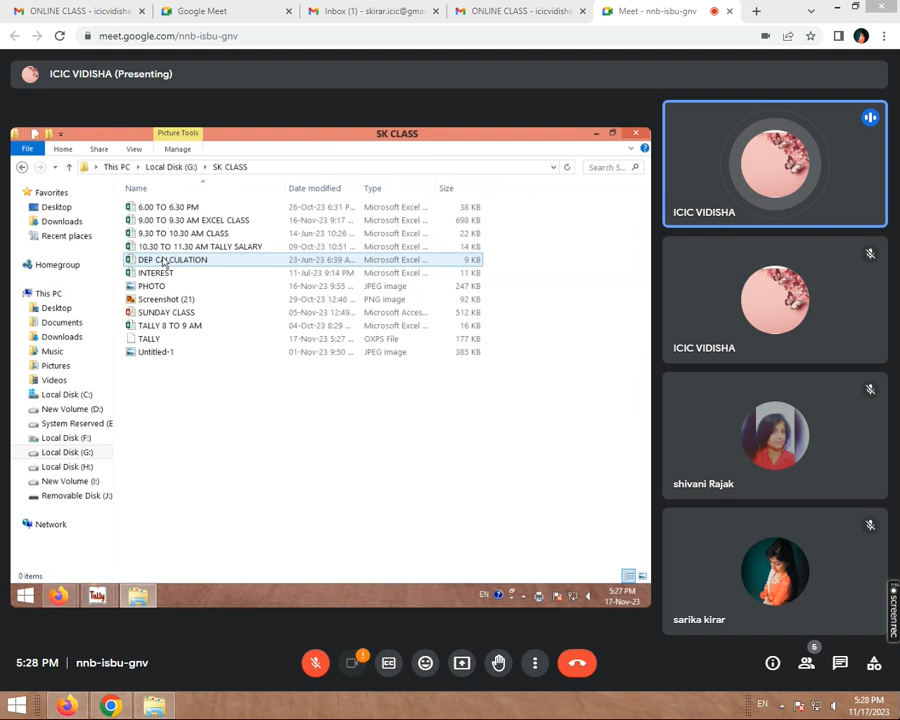 ONLINE CLASS - icicvidis
Google Meet
Inbox (1) - skirar.icic@gma
ONLINE CLASS - icicvidis
Meet - nnb-isbu-gnv
meet.google.com/nnb-isbu-gnv
ICIC VIDISHA (Presenting)
Picture Tools
SK CLASS
File
Home
Share
View
Manage
This PC
Local Disk (G:)
SK CLASS
Search S...
Favorites
Desktop
Downloads
Recent places
Homegroup
This PC
Desktop
Documents
Downloads
Music
Pictures
Videos
Local Disk (C:)
New Volume (D:)
System Reserved (E
Local Disk (F:)
Local Disk (G:)
Local Disk (H:)
New Volume (I:)
Removable Disk (J:)
Network
Name Date modified Type Size
6.00 TO 6.30 PM 26-Oct-23 6:31 P... Microsoft Excel ... 38 KB
9.00 TO 9.30 AM EXCEL CLASS 16-Nov-23 9:17 ... Microsoft Excel ... 698 KB
9.30 TO 10.30 AM CLASS 14-Jun-23 10:26 ... Microsoft Excel ... 22 KB
10.30 TO 11.30 AM TALLY SALARY 09-Oct-23 10:51 ... Microsoft Excel ... 14 KB
DEP CALCULATION 23-Jun-23 6:39 A... Microsoft Excel ... 9 KB
INTEREST 11-Jul-23 9:14 PM Microsoft Excel ... 14 KB
PHOTO 16-Nov-23 9:55 ... JPEG image 247 KB
Screenshot (21) 29-Oct-23 12:46 ... PNG image 92 KB
SUNDAY CLASS 05-Nov-23 12:49... Microsoft Acces... 512 KB
TALLY 8 TO 9 AM 04-Oct-23 8:29 ... Microsoft Excel ... 16 KB
TALLY 17-Nov-23 5:27 ... OXPS File 177 KB
Untitled-1 01-Nov-23 9:50 ... JPEG image 385 KB
0 items
Tally
EN
5:27 PM
17-Nov-23
ICIC VIDISHA
ICIC VIDISHA
shivani Rajak
sarika kirar
screenrec
5:28 PM | nnb-isbu-gnv
EN
5:28 PM
11/17/2023